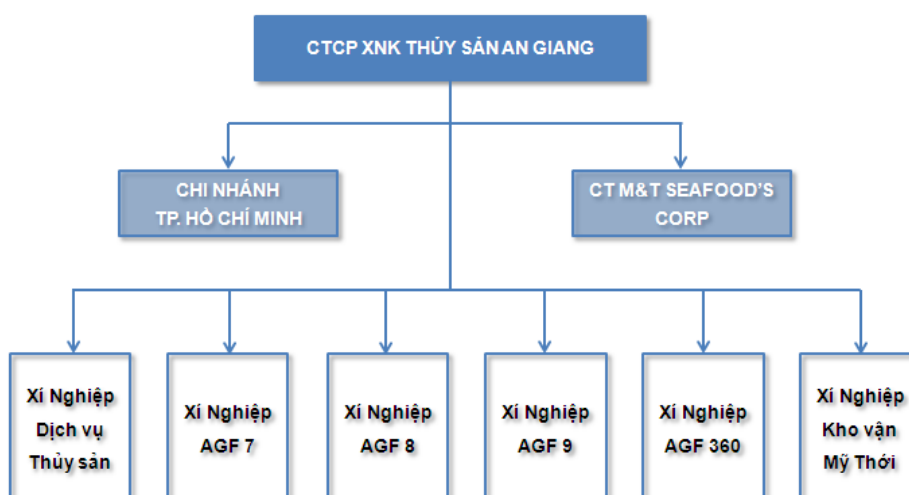 CTCP XNK THỦY SẢN AN GIANG
CHI NHÁNH
TP. HỒ CHÍ MINH
CT M&T SEAFOOD'S
CORP
Xí Nghiệp
Dịch vụ
Thủy sản
Xí Nghiệp
AGF 7
Xí Nghiệp
AGF 8
Xí Nghiệp
AGF 9
Xí Nghiệp
AGF 360
Xí Nghiệp
Kho vận
Mỹ Thới